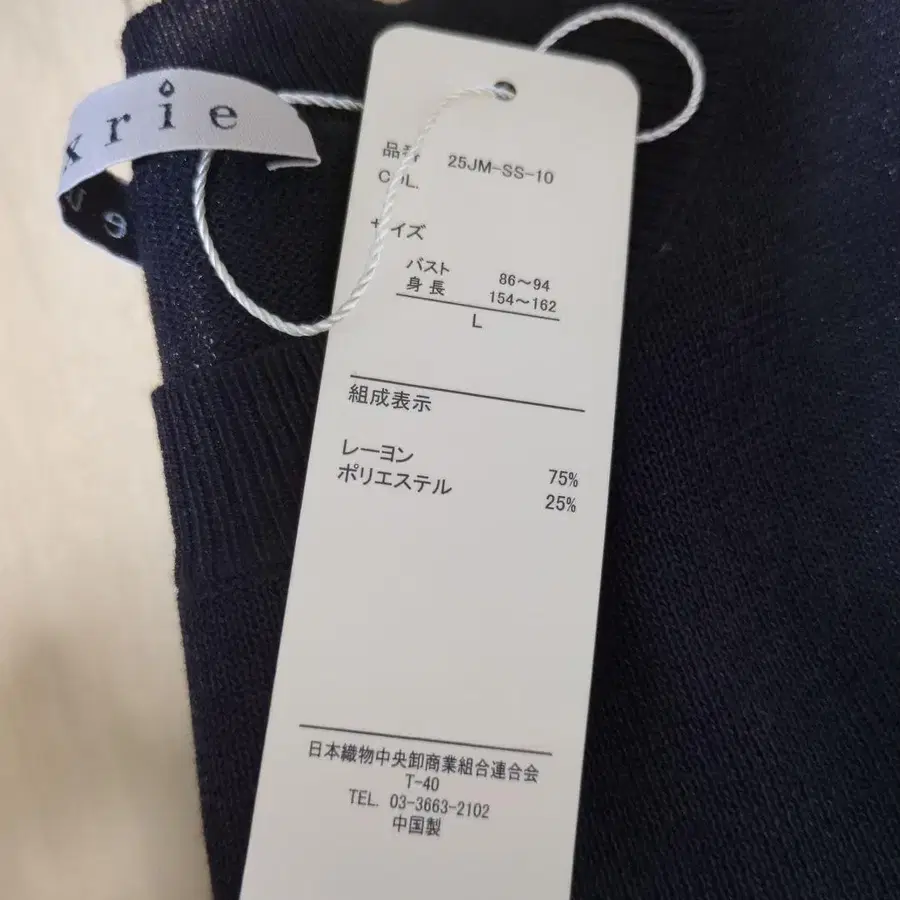 xrie
品番 25JM-SS-10
COL.
サイズ
バスト 86～94
身長 154～162
L
組成表示
レーヨン 75%
ポリエステル 25%
日本織物中央卸商業組合連合会
T-40
TEL. 03-3663-2102
中国製